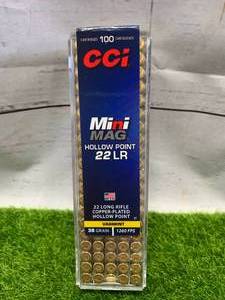 100
CCI
Mini
MAG
HOLLOW POINT
22 LR
22 LONG RIFLE
COPPER-PLATED
HOLLOW POINT
VARMINT
36 GRAIN 1260 FPS